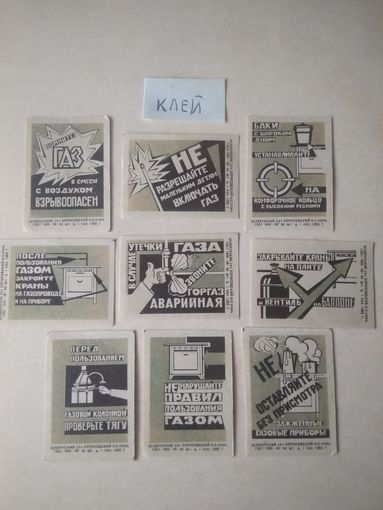 КЛЕЙ
ПОМНИТЕ
ГАЗ
В СМЕСИ
С ВОЗДУХОМ
ВЗРЫВООПАСЕН
НЕ
РАЗРЕШАЙТЕ
МАЛЕНЬКИМ ДЕТЯМ
ВКЛЮЧАТЬ
ГАЗ
БАКИ
С ШИРОКИМ
ДНОМ
УСТАНАВЛИВАЙТЕ
НА
КОНФОРОЧНОЕ КОЛЬЦО
С ВЫСОКИМИ РЕБРАМИ
ПОСЛЕ
ПОЛЬЗОВАНИЯ
ГАЗОМ
ЗАКРОЙТЕ
КРАНЫ
НА ГАЗОПРОВОДЕ
И НА ПРИБОРЕ
В СЛУЧАЕ
УТЕЧКИ ГАЗА
ЗВОНИТЕ
ГОРГАЗ
АВАРИЙНАЯ
ЗАКРЫВАЙТЕ КРАНЫ
НА ПЛИТЕ
И ВЕНТИЛЬ НА БАЛЛОНЕ
ПЕРЕД
ПОЛЬЗОВАНИЕМ
ГАЗОВОЙ КОЛОНКОЙ
ПРОВЕРЬТЕ ТЯГУ
НЕ НАРУШАЙТЕ
ПРАВИЛ
ПОЛЬЗОВАНИЯ
ГАЗОМ
НЕ
ОСТАВЛЯЙТЕ
БЕЗ ПРИСМОТРА
ЗАЖЖЕННЫЕ
ГАЗОВЫЕ ПРИБОРЫ